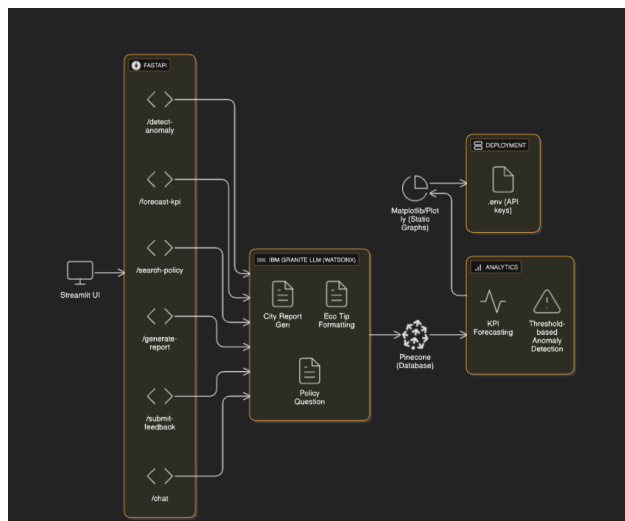 FASTAPI
/detect-
anomaly
/forecast-kpi
/search-policy
/generate-
report
/submit-
feedback
/chat
Streamlit UI
IBM GRANITE LLM (WATSONX)
City Report
Gen
Eco Tip
Formatting
Policy
Question
Pinecone
(Database)
Matplotlib/Plot
ly (Static
Graphs)
DEPLOYMENT
.env (API
keys)
ANALYTICS
KPI
Forecasting
Threshold-
based
Anomaly
Detection